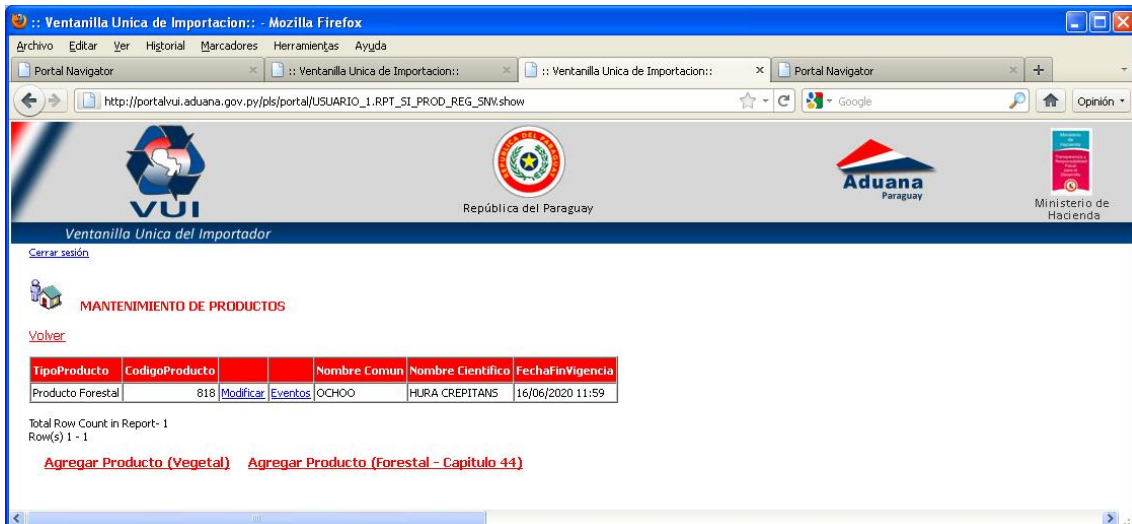 :: Ventanilla Unica de Importacion:: - Mozilla Firefox
Archivo Editar Ver Historial Marcadores Herramientas Ayuda
Portal Navigator :: Ventanilla Unica de Importacion:: :: Ventanilla Unica de Importacion:: Portal Navigator
http://portalvui.aduana.gov.py/pls/portal/USUARIO_1.RPT_SI_PROD_REG_SNV.show Google Opinión
VUI
República del Paraguay
Aduana
Paraguay
Ministerio de
Hacienda
Ventanilla Unica del Importador
Cerrar sesión
MANTENIMIENTO DE PRODUCTOS
Volver
TipoProducto CodigoProducto Nombre Comun Nombre Cientifico FechaFinVigencia
Producto Forestal 818 Modificar Eventos OCHOO HURA CREPITANS 16/06/2020 11:59
Total Row Count in Report- 1
Row(s) 1 - 1
Agregar Producto (Vegetal) Agregar Producto (Forestal - Capitulo 44)